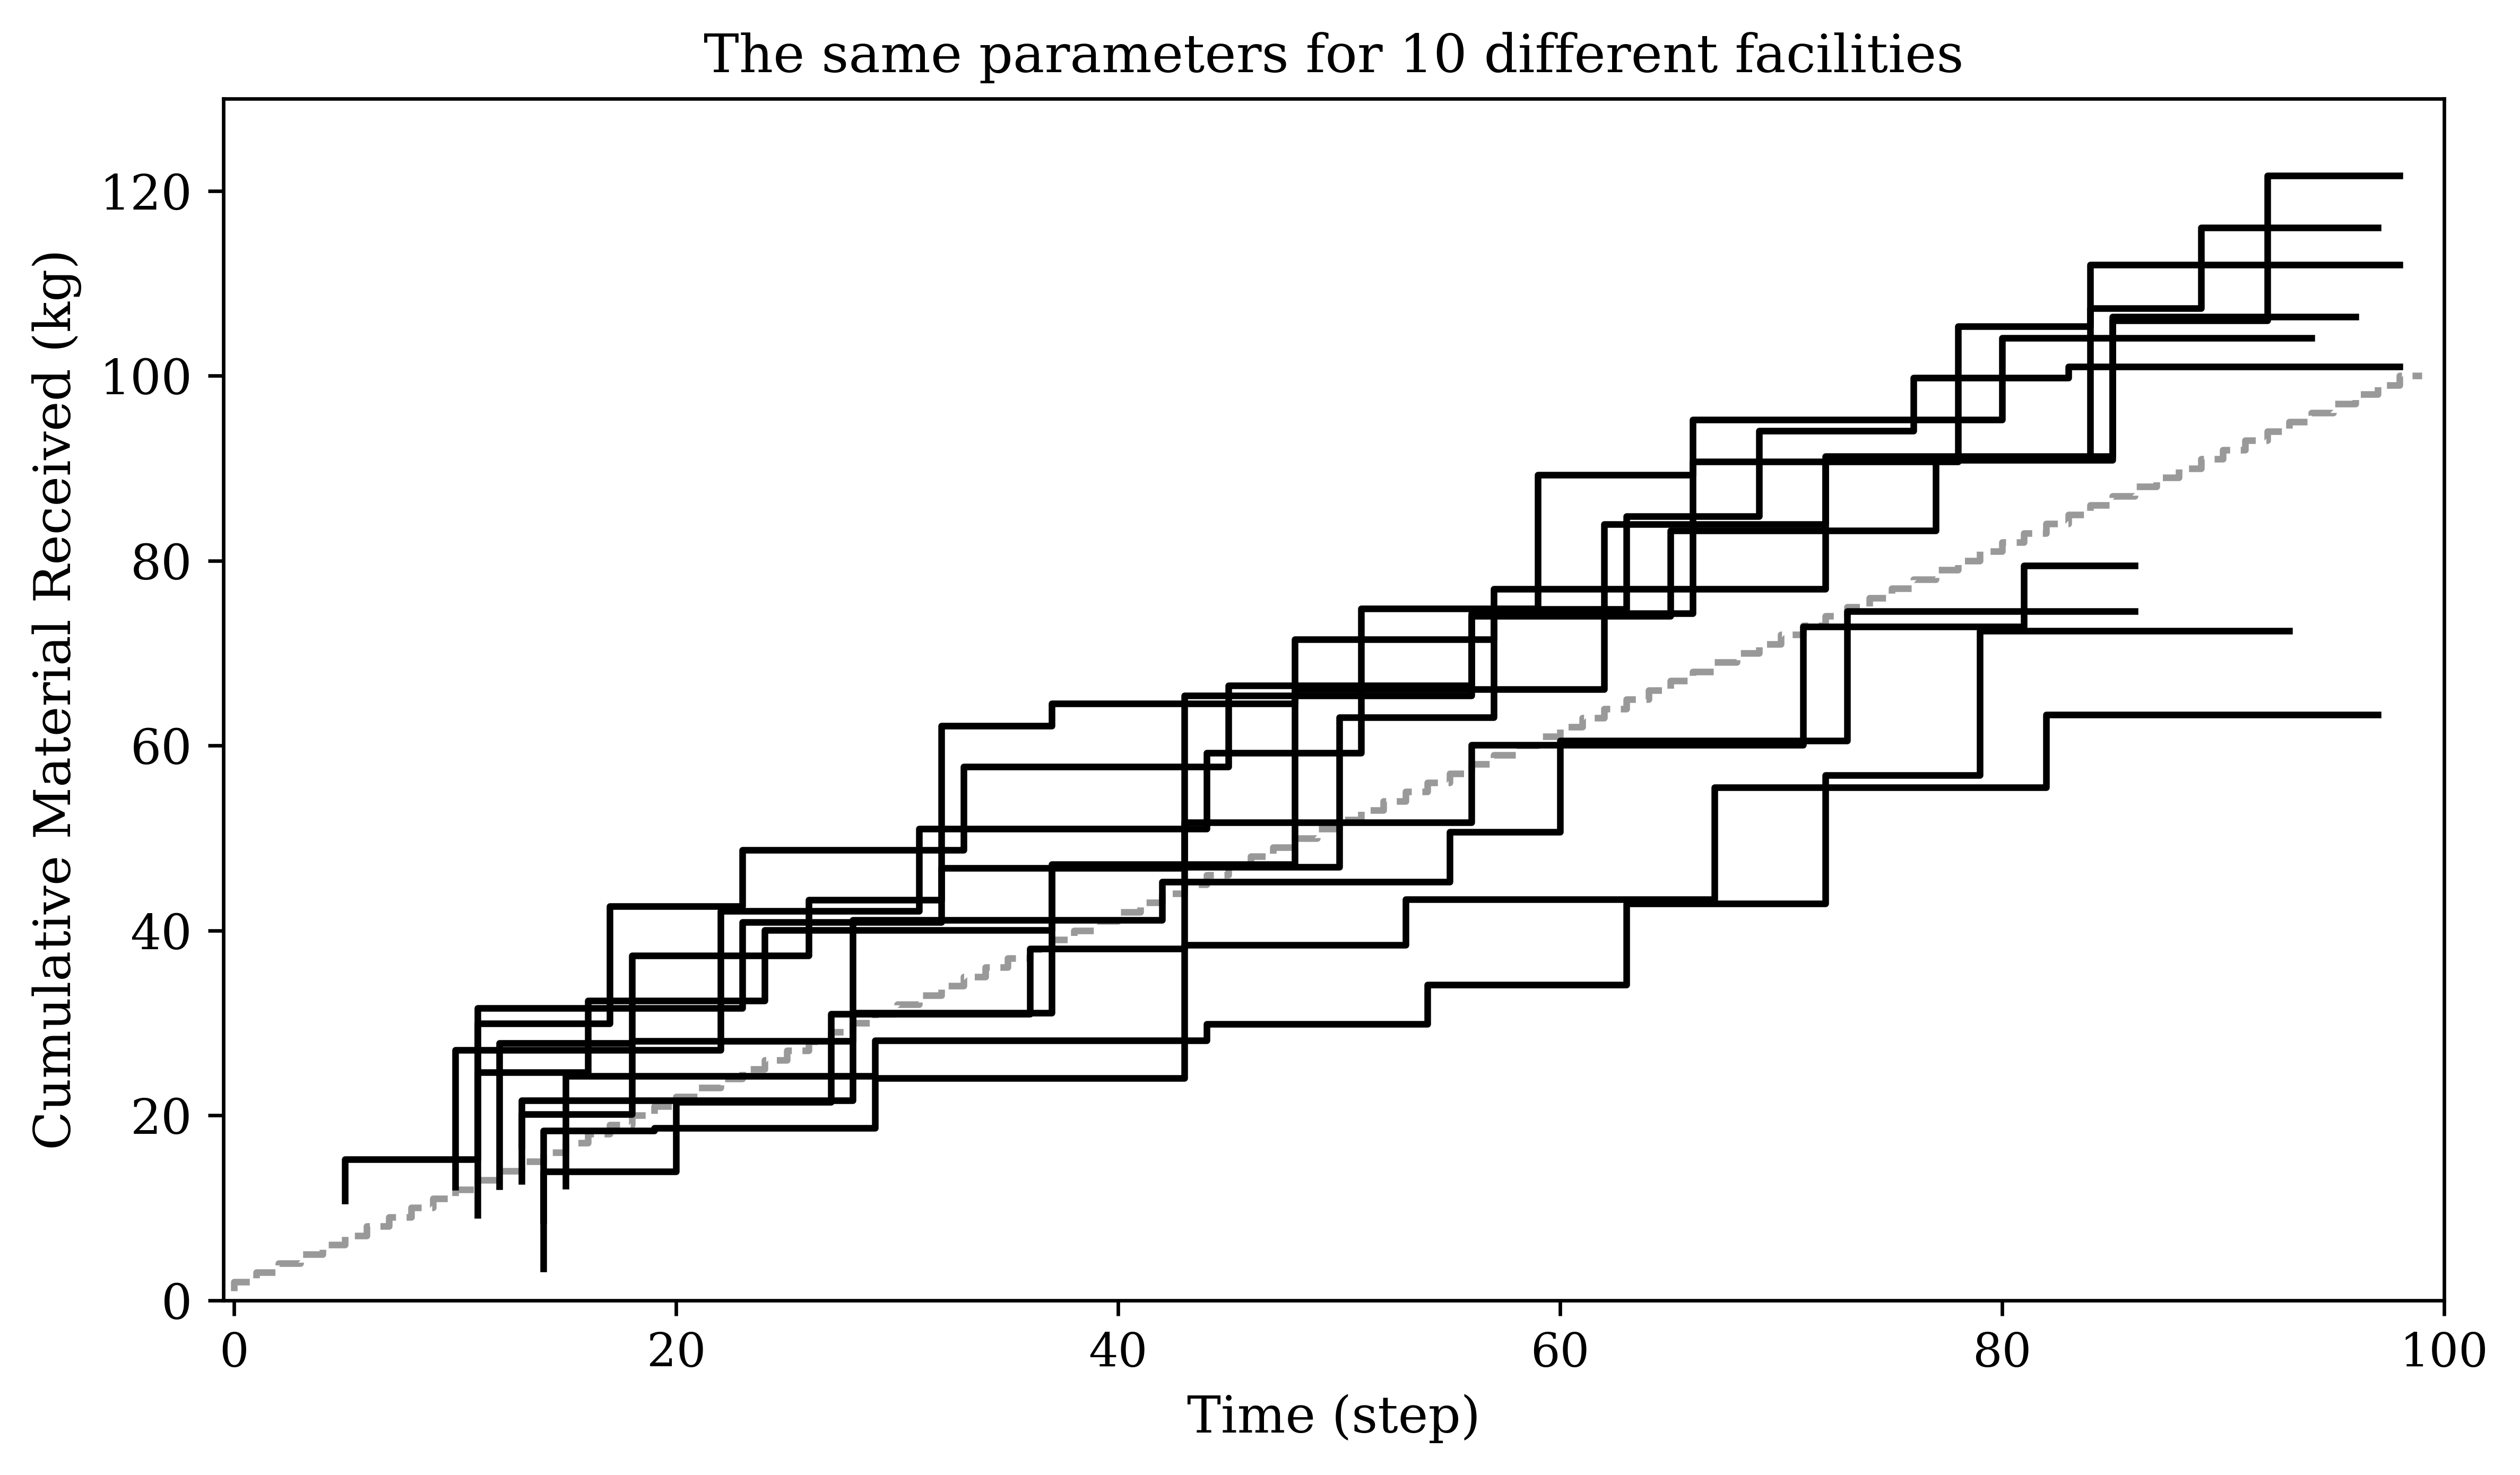 The same parameters for 10 different facilities
Cumulative Material Received (kg)
120
100
80
60
40
20
0
0 20 40 60 80 100
Time (step)